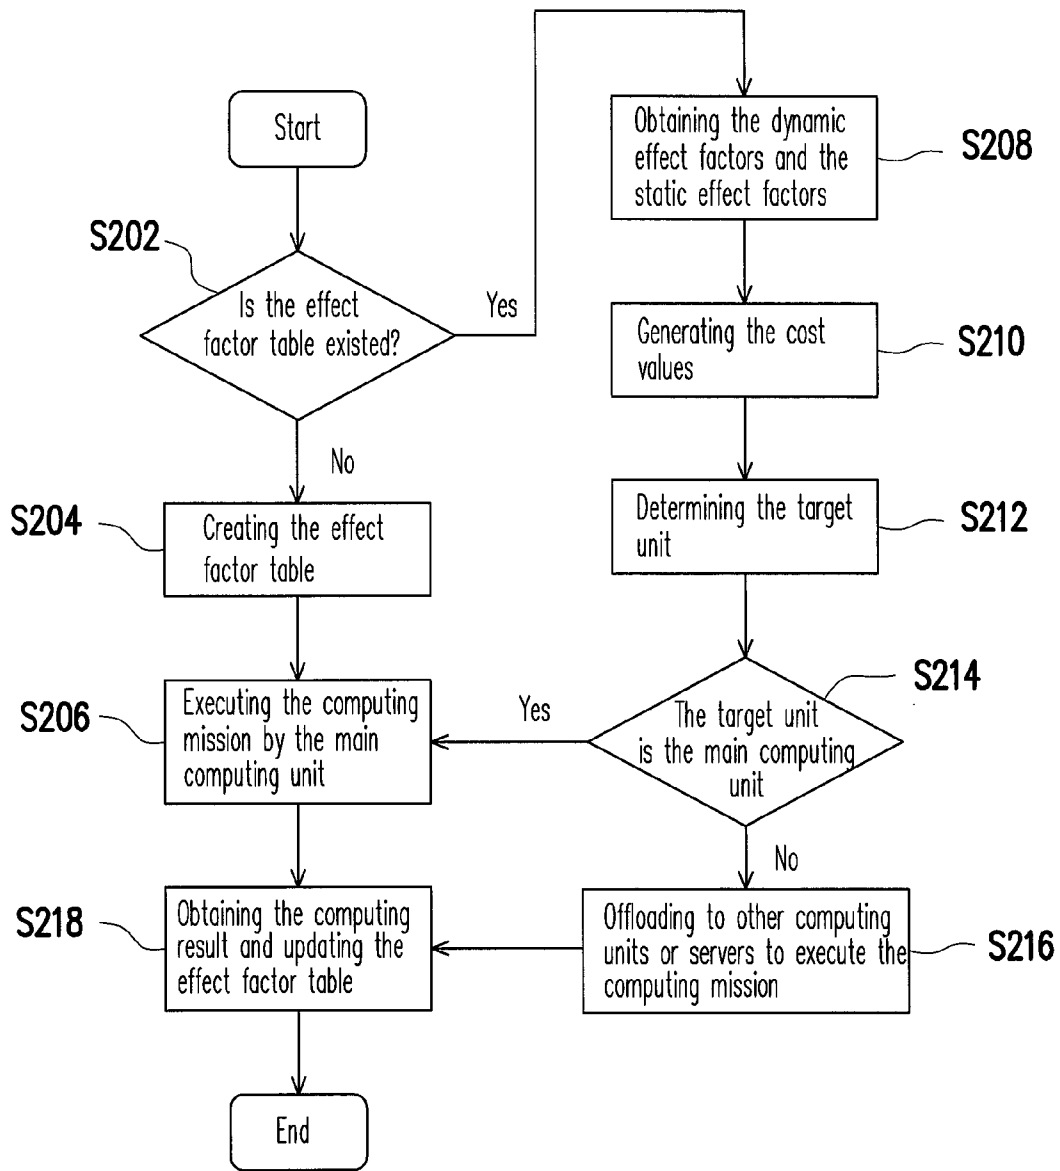 Start
S202
Is the effect
factor table existed?
Yes
No
S204
Creating the effect
factor table
S206
Executing the computing
mission by the main
computing unit
S218
Obtaining the computing
result and updating the
effect factor table
End
Obtaining the dynamic
effect factors and the
static effect factors
S208
Generating the cost
values
S210
Determining the target
unit
S212
S214
The target unit
is the main computing
unit
Yes
No
Offloading to other computing
units or servers to execute the
computing mission
S216